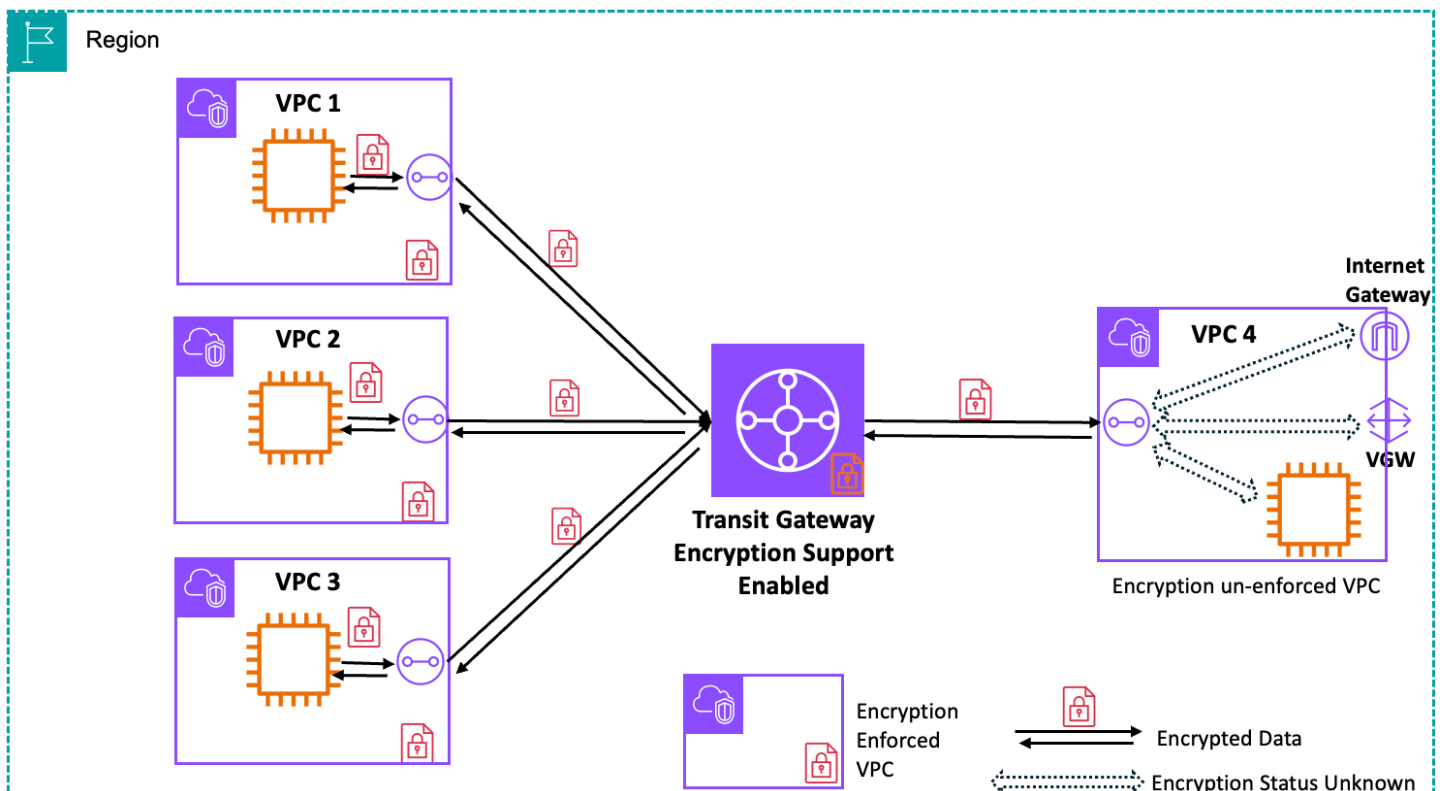 Region
VPC 1
VPC 2
VPC 3
Transit Gateway
Encryption Support
Enabled
Internet
Gateway
VPC 4
VGW
Encryption un-enforced VPC
Encryption
Enforced
VPC
Encrypted Data
Encryption Status Unknown